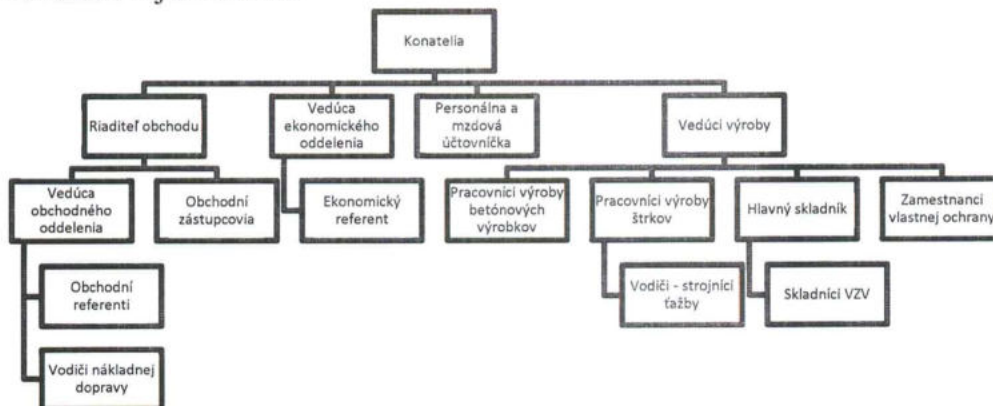 Konatelia
Riaditeľ obchodu
Vedúca
ekonomického
oddelenia
Personálna a
mzdová
účtovníčka
Vedúci výroby
Vedúca
obchodného
oddelenia
Obchodní
zástupcovia
Ekonomický
referent
Pracovníci výroby
betónových
výrobkov
Pracovníci výroby
štrkov
Hlavný skladník
Zamestnanci
vlastnej ochrany
Obchodní
referenti
Vodiči - strojníci
ťažby
Skladníci VZV
Vodiči nákladnej
dopravy